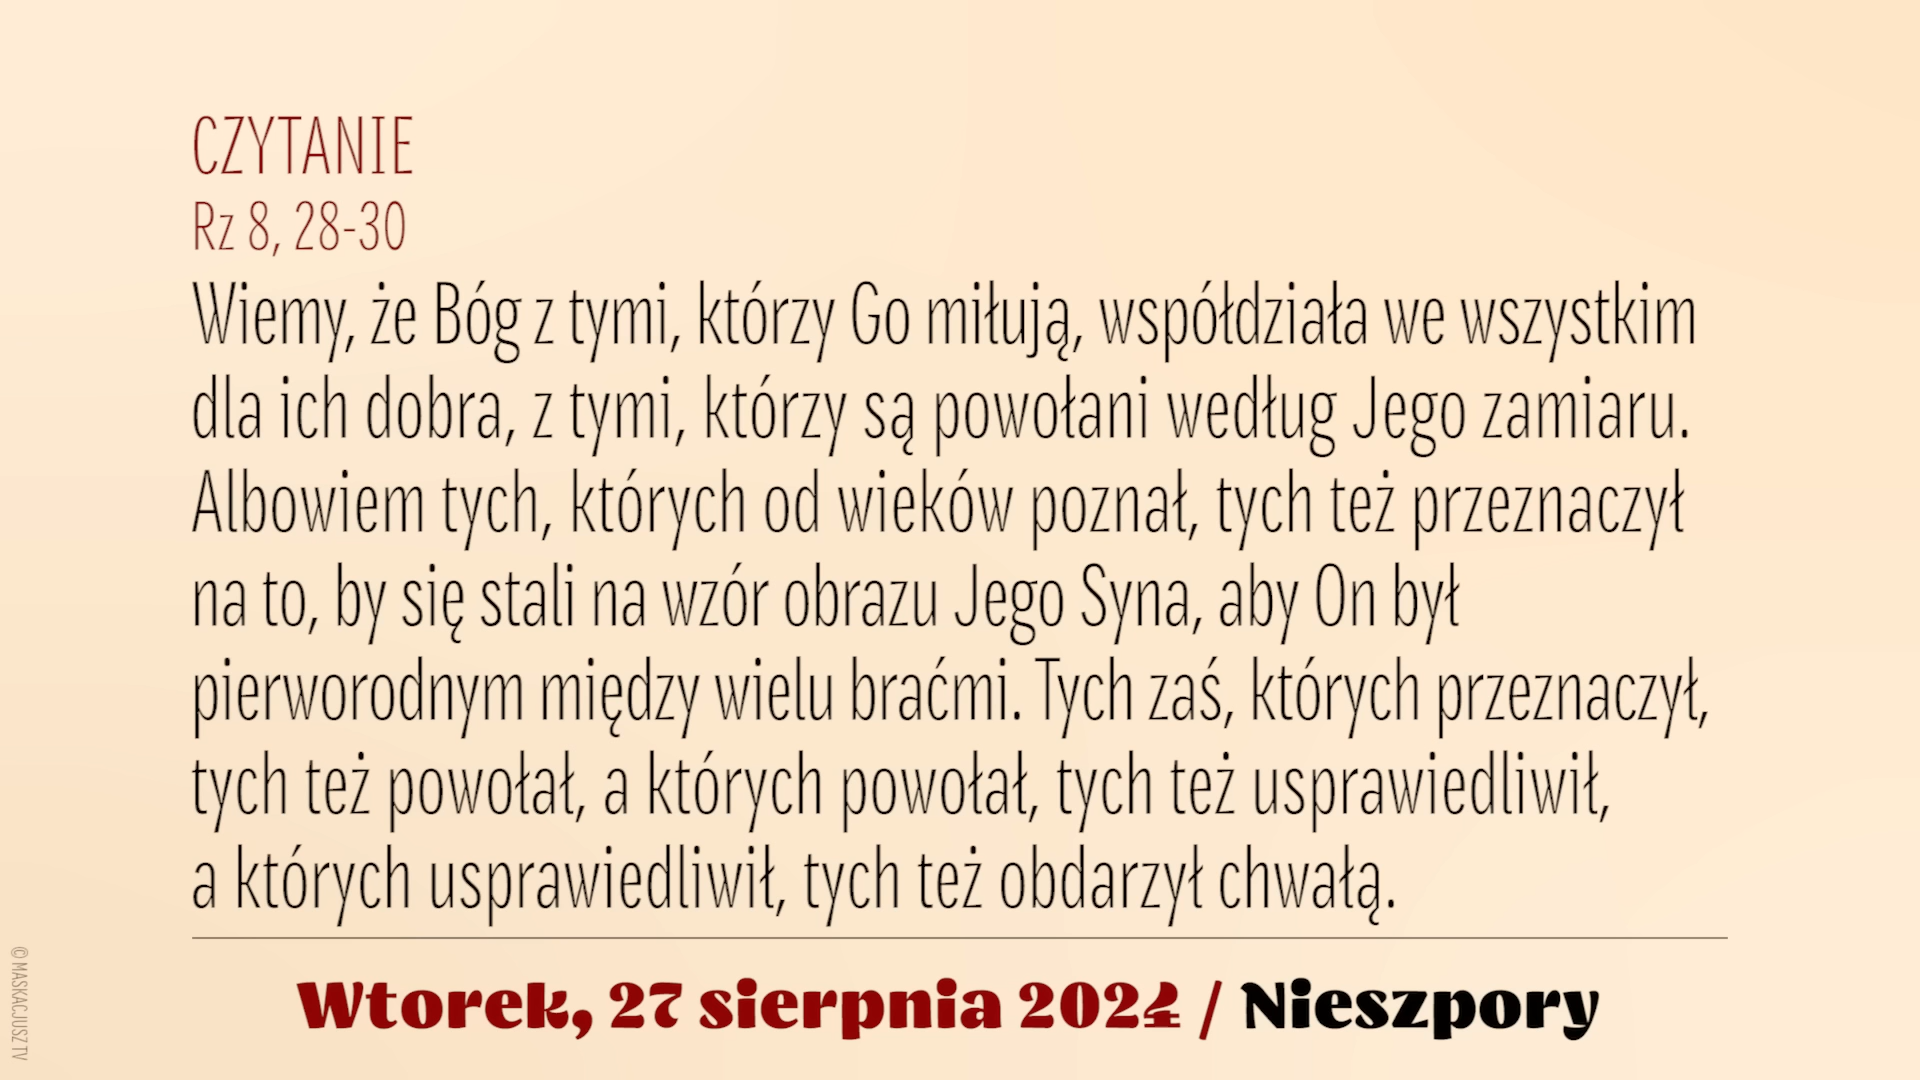 CZYTANIE
Rz 8, 28-30
Wiemy, że Bóg z tymi, którzy Go miłują, współdziała we wszystkim
dla ich dobra, z tymi, którzy są powołani według Jego zamiaru.
Albowiem tych, których od wieków poznał, tych też przeznaczył
na to, by się stali na wzór obrazu Jego Syna, aby On był
pierworodnym między wielu braćmi. Tych zaś, których przeznaczył,
tych też powołał, a których powołał, tych też usprawiedliwił,
a których usprawiedliwił, tych też obdarzył chwałą.
Wtorek, 27 sierpnia 2024 / Nieszpory
© MASKACJUSZ TV